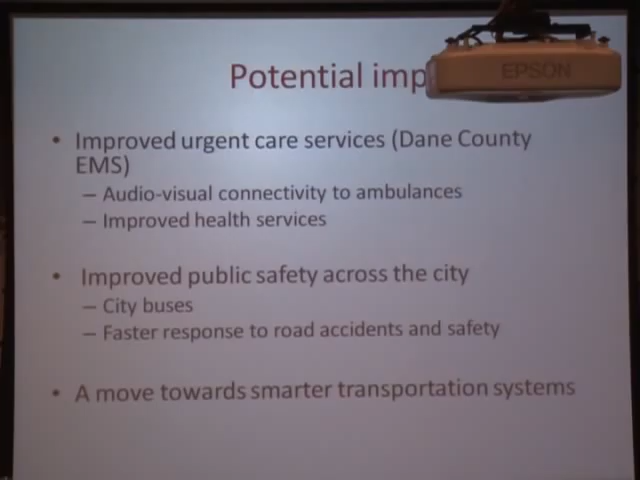 Potential imp
EPSON
• Improved urgent care services (Dane County
EMS)
– Audio-visual connectivity to ambulances
– Improved health services
• Improved public safety across the city
– City buses
– Faster response to road accidents and safety
• A move towards smarter transportation systems